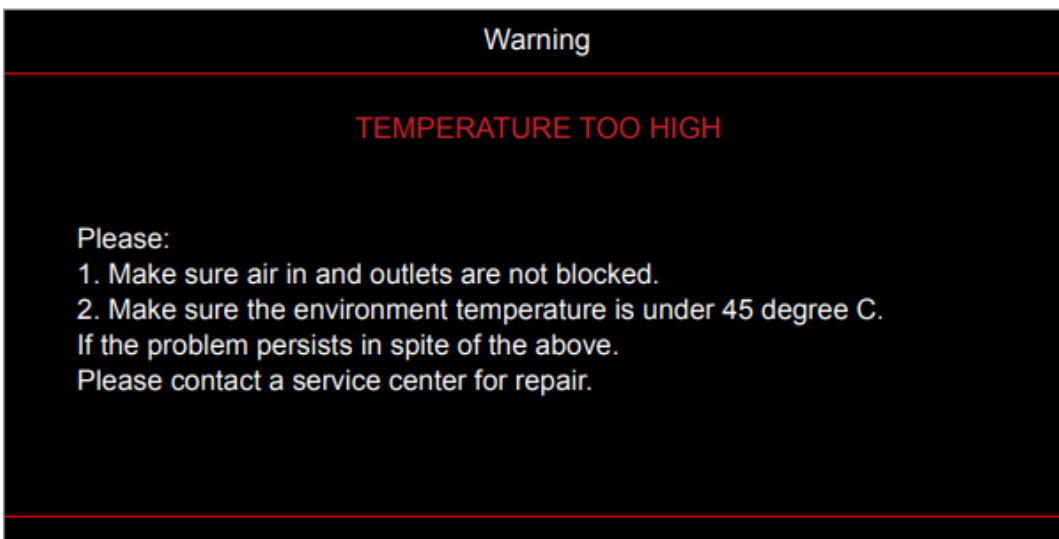 Warning
TEMPERATURE TOO HIGH
Please:
1. Make sure air in and outlets are not blocked.
2. Make sure the environment temperature is under 45 degree C.
If the problem persists in spite of the above.
Please contact a service center for repair.